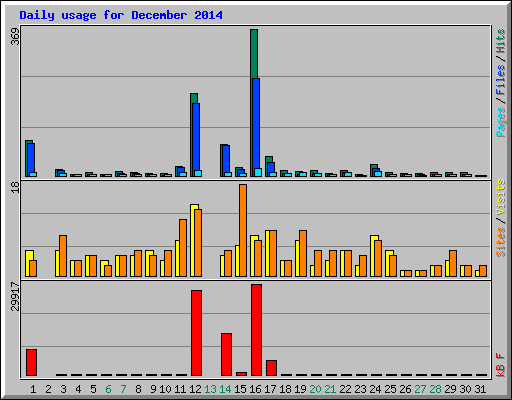 Daily usage for December 2014
369
Pages / Files / Hits
18
Sites / Visits
29917
kB F
1 2 3 4 5 6 7 8 9 10 11 12 13 14 15 16 17 18 19 20 21 22 23 24 25 26 27 28 29 30 31